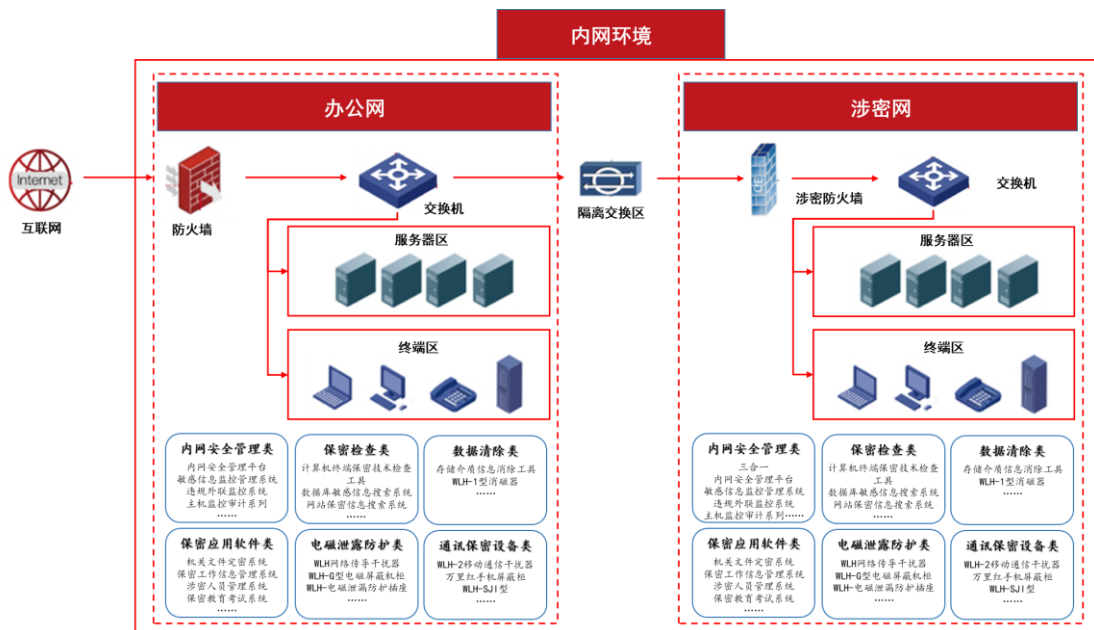 内网环境
办公网
涉密网
Internet
互联网
防火墙
交换机
隔离交换区
涉密防火墙
交换机
服务器区
终端区
服务器区
终端区
内网安全管理类
内网安全管理平台
敏感信息监控管理系统
违规外联监控系统
主机监控审计系列
……
保密检查类
计算机终端保密技术检查
工具
数据库敏感信息搜索系统
网站保密信息搜索系统
……
数据清除类
存储介质信息消除工具
WLH-1型消磁器
……
保密应用软件类
机关文件定密系统
保密工作信息管理系统
涉密人员管理系统
保密教育考试系统
……
电磁泄露防护类
WLH网络传导干扰器
WLH-G型电磁屏蔽机柜
WLH-电磁泄漏防护插座
……
通讯保密设备类
WLH-2移动通信干扰器
万里红手机屏蔽柜
WLH-SJI型
……
内网安全管理类
三合一
内网安全管理平台
敏感信息监控管理系统
违规外联监控系统
主机监控审计系列……
保密检查类
计算机终端保密技术检查
工具
数据库敏感信息搜索系统
网站保密信息搜索系统
……
数据清除类
存储介质信息消除工具
WLH-1型消磁器
……
保密应用软件类
机关文件定密系统
保密工作信息管理系统
涉密人员管理系统
保密教育考试系统
……
电磁泄露防护类
WLH网络传导干扰器
WLH-G型电磁屏蔽机柜
WLH-电磁泄漏防护插座
……
通讯保密设备类
WLH-2移动通信干扰器
万里红手机屏蔽柜
WLH-SJI型
……